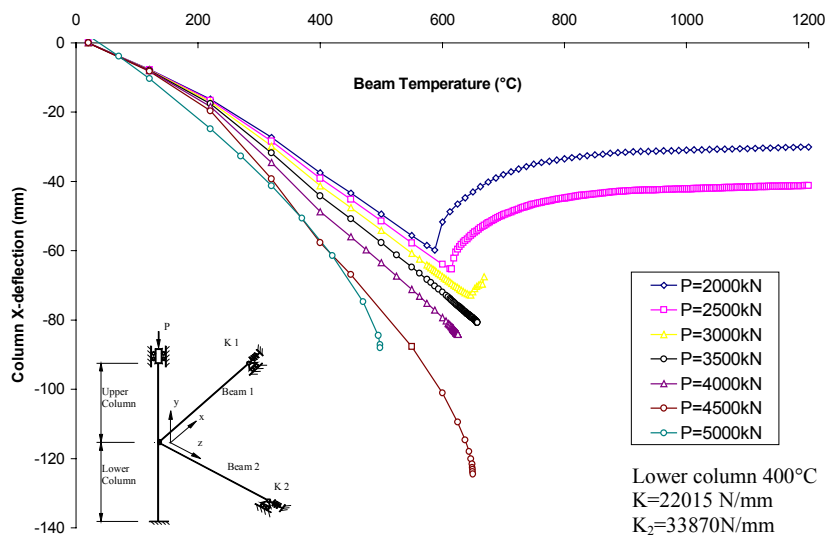 0 200 400 600 800 1000 1200
0
-20
-40
-60
-80
-100
-120
-140
Beam Temperature (°C)
Column X-deflection (mm)
P=2000kN
P=2500kN
P=3000kN
P=3500kN
P=4000kN
P=4500kN
P=5000kN
Lower column 400°C
K=22015 N/mm
K₂=33870N/mm
P
K 1
Upper
Column
Beam 1
y
x
z
Lower
Column
Beam 2
K 2